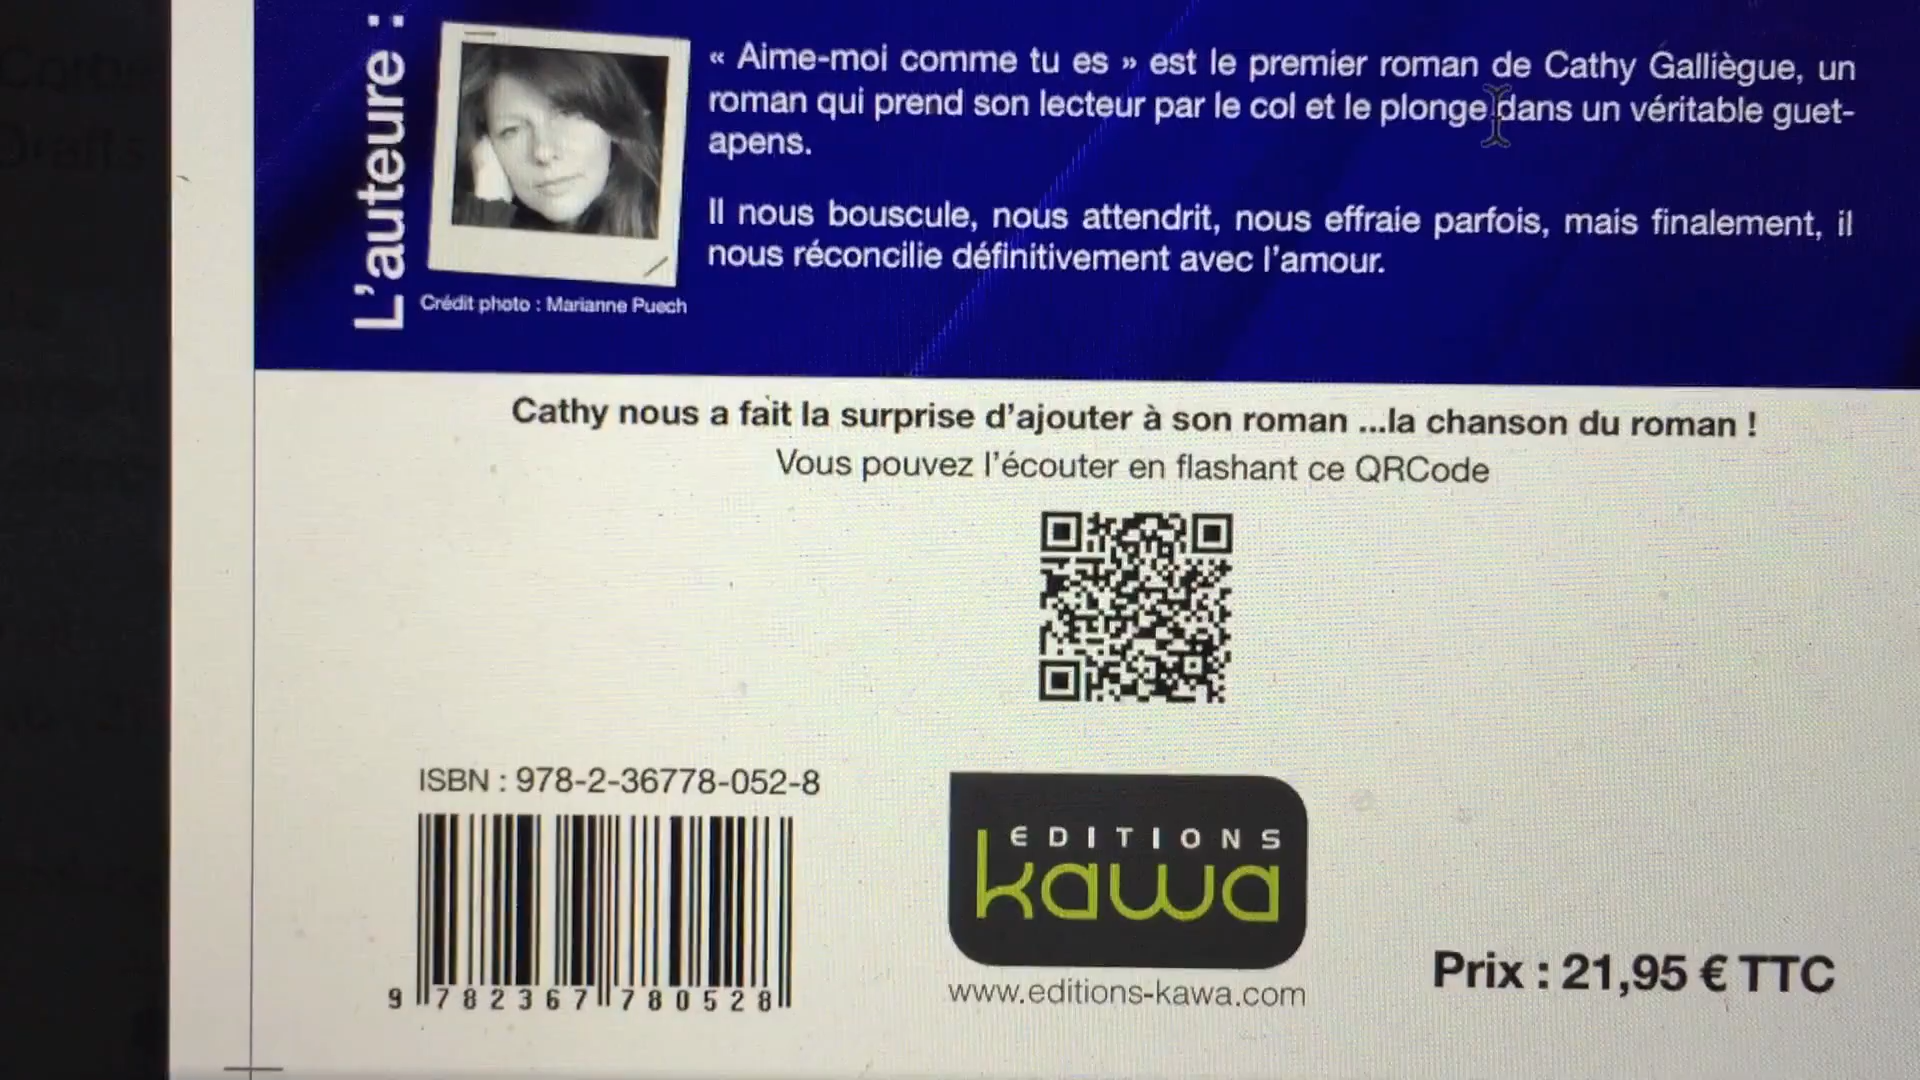 L'auteure :
« Aime-moi comme tu es » est le premier roman de Cathy Galliègue, un
roman qui prend son lecteur par le col et le plonge dans un véritable guet-
apens.
Il nous bouscule, nous attendrit, nous effraie parfois, mais finalement, il
nous réconcilie définitivement avec l'amour.
Crédit photo : Marianne Puech
Cathy nous a fait la surprise d'ajouter à son roman ...la chanson du roman !
Vous pouvez l'écouter en flashant ce QRCode
ISBN : 978-2-36778-052-8
9 782367 780528
EDITIONS
kawa
www.editions-kawa.com
Prix : 21,95 € TTC